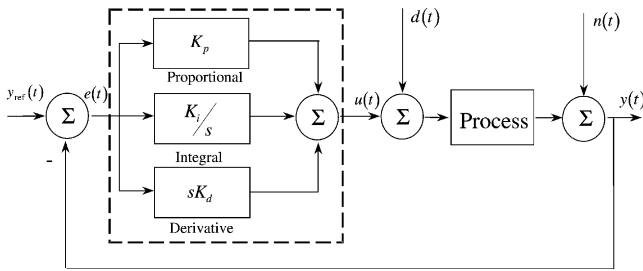 d(t)
n(t)
K_p
Proportional
y_ref(t)
e(t)
u(t)
y(t)
Σ
K_i/s
Σ
Σ
Process
Σ
Integral
-
sK_d
Derivative